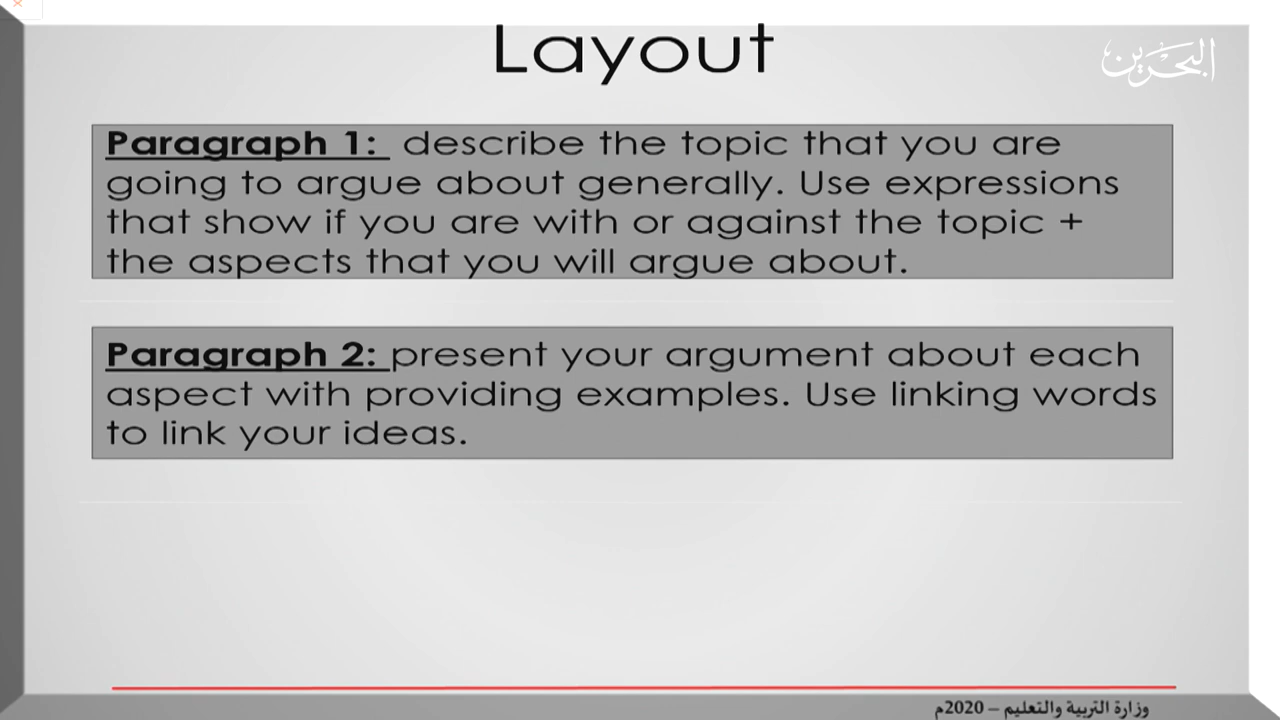 Layout
البحرين
Paragraph 1: describe the topic that you are
going to argue about generally. Use expressions
that show if you are with or against the topic +
the aspects that you will argue about.
Paragraph 2: present your argument about each
aspect with providing examples. Use linking words
to link your ideas.
وزارة التربية والتعليم – 2020م